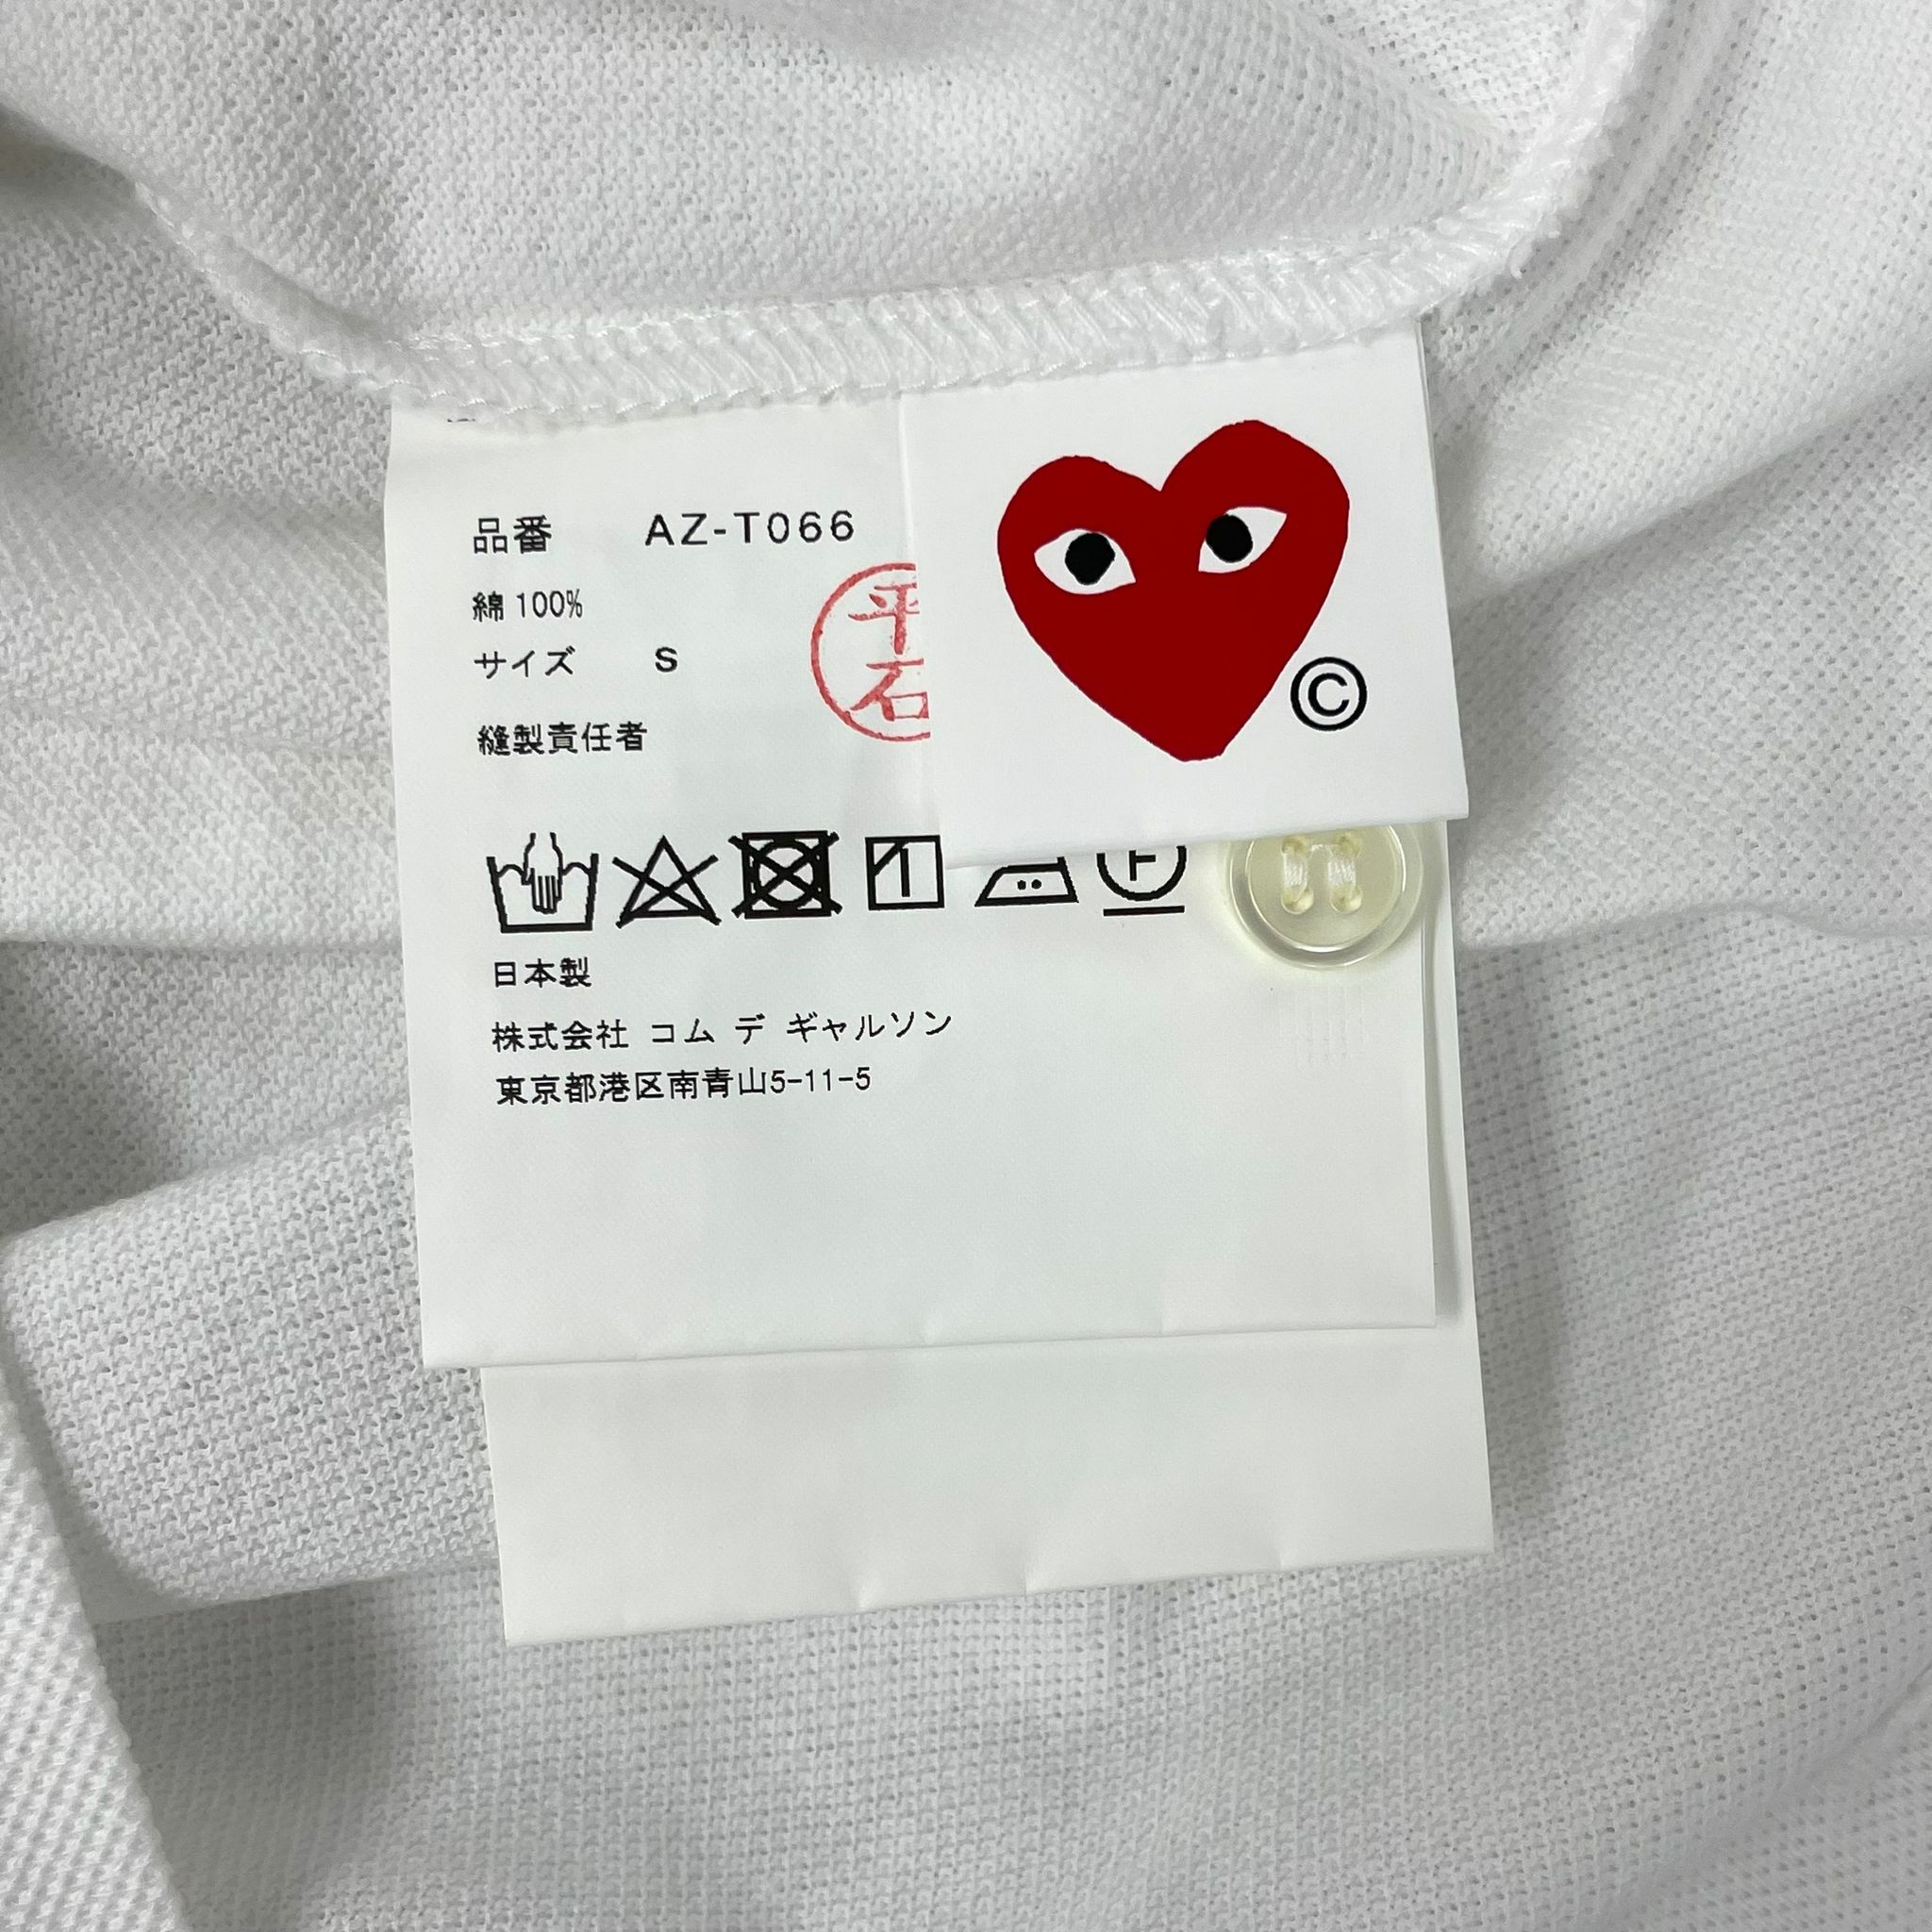 品番 AZ-T066
綿 100%
サイズ S
平石
縫製責任者
©
F
日本製
株式会社 コム デ ギャルソン
東京都港区南青山5-11-5